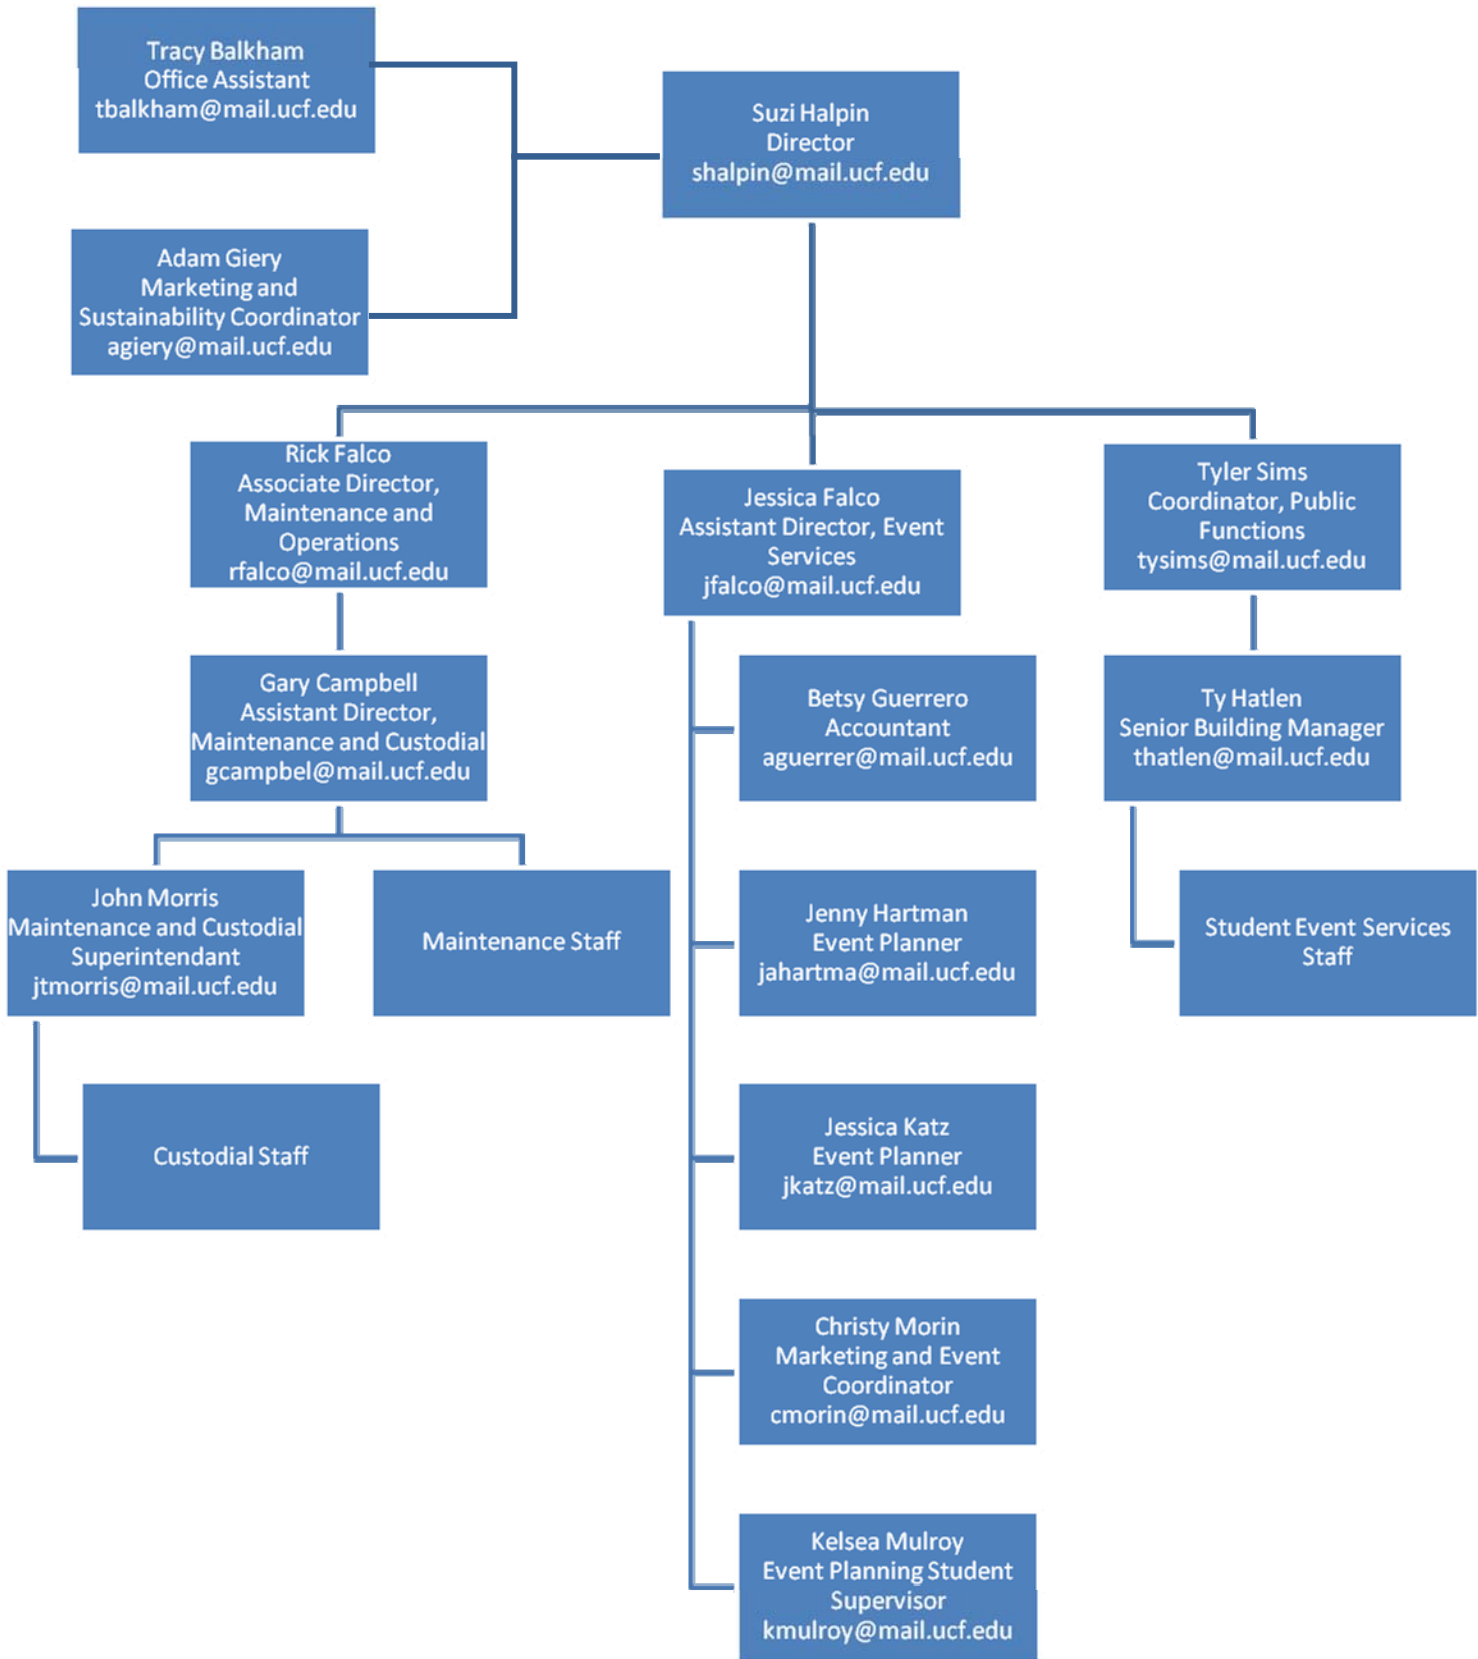 Tracy Balkham
Office Assistant
tbalkham@mail.ucf.edu
Suzi Halpin
Director
shalpin@mail.ucf.edu
Adam Giery
Marketing and
Sustainability Coordinator
agiery@mail.ucf.edu
Rick Falco
Associate Director,
Maintenance and
Operations
rfalco@mail.ucf.edu
Jessica Falco
Assistant Director, Event
Services
jfalco@mail.ucf.edu
Tyler Sims
Coordinator, Public
Functions
tysims@mail.ucf.edu
Gary Campbell
Assistant Director,
Maintenance and Custodial
gcampbel@mail.ucf.edu
Betsy Guerrero
Accountant
aguerrer@mail.ucf.edu
Ty Hatlen
Senior Building Manager
thatlen@mail.ucf.edu
John Morris
Maintenance and Custodial
Superintendant
jtmorris@mail.ucf.edu
Maintenance Staff
Jenny Hartman
Event Planner
jahartma@mail.ucf.edu
Student Event Services
Staff
Custodial Staff
Jessica Katz
Event Planner
jkatz@mail.ucf.edu
Christy Morin
Marketing and Event
Coordinator
cmorin@mail.ucf.edu
Kelsea Mulroy
Event Planning Student
Supervisor
kmulroy@mail.ucf.edu